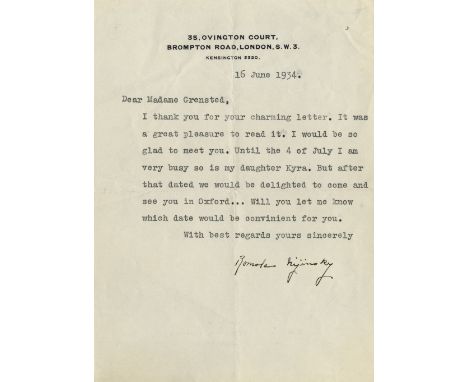 38, OVINGTON COURT,
BROMPTON ROAD, LONDON, S.W.3.
KENSINGTON
16 June 1934.
Dear Madame Grensted,
I thank you for your charming letter. It was
a great pleasure to read it. I would be so
glad to meet you. Until the 4 of July I am
very busy so is my daughter Kyra. But after
that dated we would be delighted to come and
see you in Oxford... Will you let me know
which date would be convinient for you.
With best regards yours sincerely
Romola Nijinsky